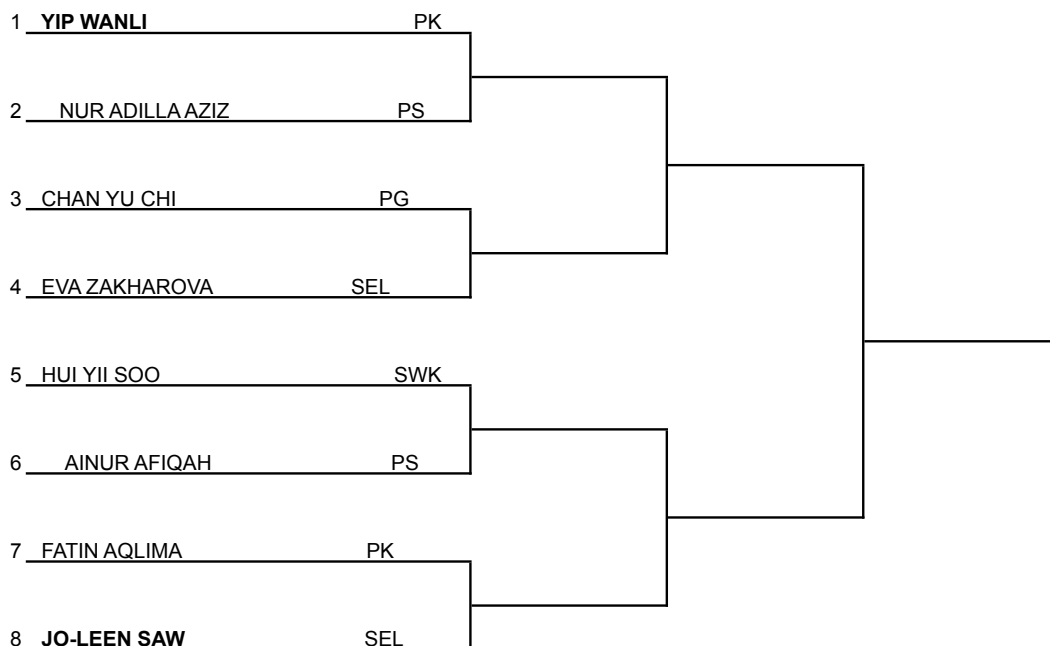 1 YIP WANLI PK
2 NUR ADILLA AZIZ PS
3 CHAN YU CHI PG
4 EVA ZAKHAROVA SEL
5 HUI YII SOO SWK
6 AINUR AFIQAH PS
7 FATIN AQLIMA PK
8 JO-LEEN SAW SEL